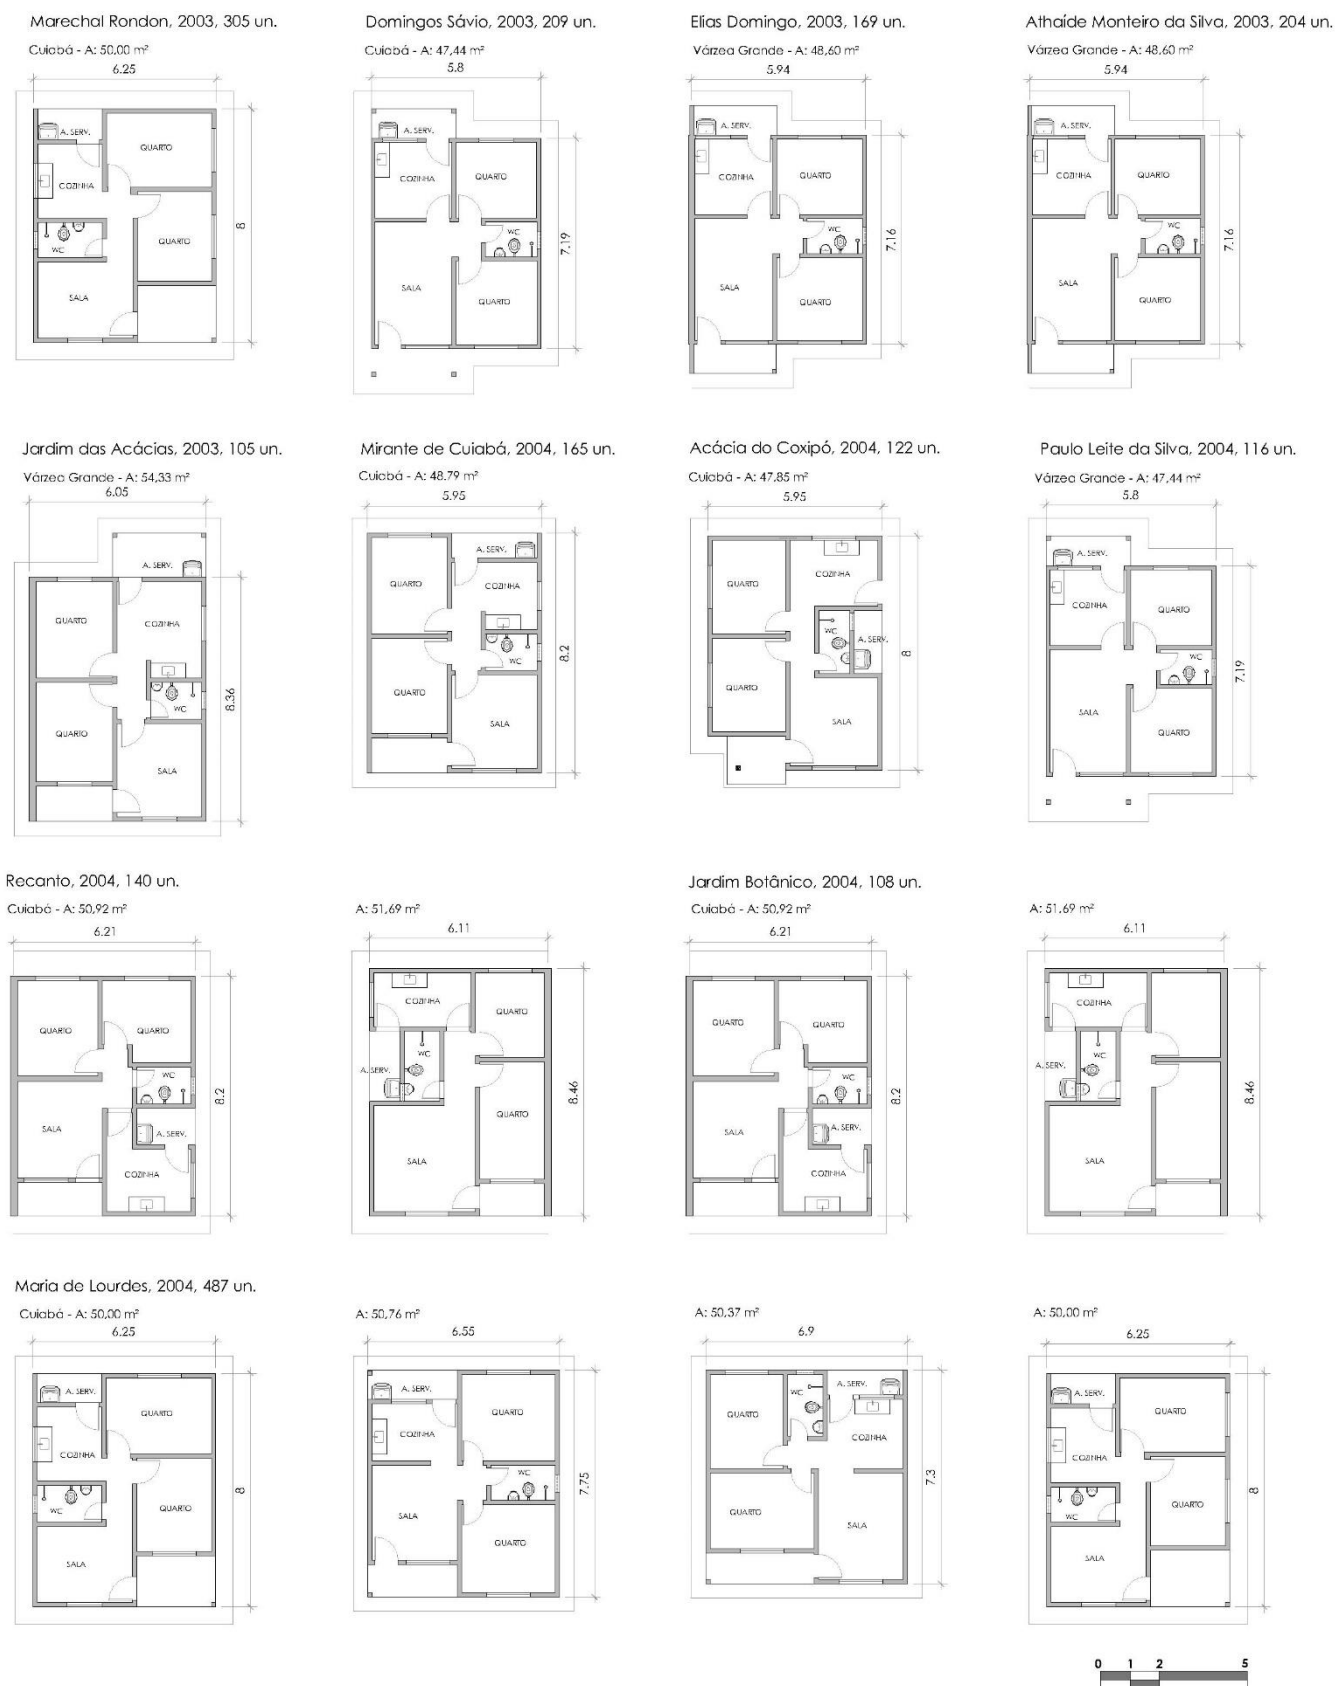 Marechal Rondon, 2003, 305 un.
Cuiabá - A: 50,00 m²
6.25
A. SERV.
QUARTO
COZINHA
QUARTO
WC
SALA
8
Domingos Sávio, 2003, 209 un.
Cuiabá - A: 47,44 m²
5.8
A. SERV.
COZINHA
QUARTO
WC
SALA
QUARTO
7.19
Elias Domingo, 2003, 169 un.
Várzea Grande - A: 48,60 m²
5.94
A. SERV.
COZINHA
QUARTO
WC
SALA
QUARTO
7.16
Athaíde Monteiro da Silva, 2003, 204 un.
Várzea Grande - A: 48,60 m²
5.94
A. SERV.
COZINHA
QUARTO
WC
SALA
QUARTO
7.16
Jardim das Acácias, 2003, 105 un.
Várzea Grande - A: 54,33 m²
6.05
A. SERV.
QUARTO
COZINHA
WC
QUARTO
SALA
8.36
Mirante de Cuiabá, 2004, 165 un.
Cuiabá - A: 48.79 m²
5.95
A. SERV.
QUARTO
COZINHA
WC
QUARTO
SALA
8.2
Acácia do Coxipó, 2004, 122 un.
Cuiabá - A: 47,85 m²
5.95
COZINHA
QUARTO
WC
A. SERV.
QUARTO
SALA
8
Paulo Leite da Silva, 2004, 116 un.
Várzea Grande - A: 47,44 m²
5.8
A. SERV.
COZINHA
QUARTO
WC
SALA
QUARTO
7.19
Recanto, 2004, 140 un.
Cuiabá - A: 50,92 m²
6.21
QUARTO
QUARTO
WC
SALA
A. SERV.
COZINHA
8.2
A: 51,69 m²
6.11
COZINHA
QUARTO
WC
A. SERV.
QUARTO
SALA
8.46
Jardim Botânico, 2004, 108 un.
Cuiabá - A: 50,92 m²
6.21
QUARTO
QUARTO
WC
SALA
A. SERV.
COZINHA
8.2
A: 51,69 m²
6.11
COZINHA
WC
A. SERV.
SALA
8.46
Maria de Lourdes, 2004, 487 un.
Cuiabá - A: 50,00 m²
6.25
A. SERV.
QUARTO
COZINHA
WC
QUARTO
SALA
8
A: 50,76 m²
6.55
A. SERV.
QUARTO
COZINHA
WC
SALA
QUARTO
7.75
A: 50,37 m²
6.9
WC
A. SERV.
QUARTO
COZINHA
QUARTO
SALA
7.3
A: 50,00 m²
6.25
A. SERV.
QUARTO
COZINHA
QUARTO
WC
SALA
8
0 1 2 5